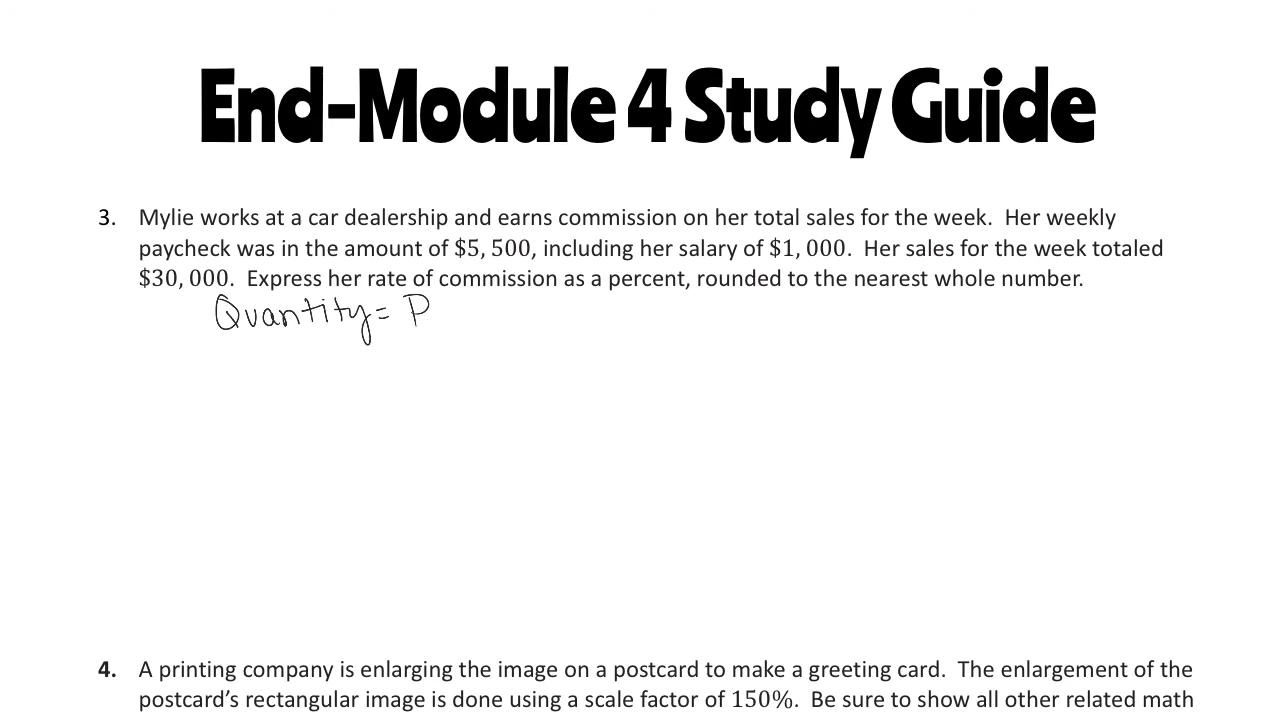 End-Module 4 Study Guide
3. Mylie works at a car dealership and earns commission on her total sales for the week. Her weekly
paycheck was in the amount of $5, 500, including her salary of $1, 000. Her sales for the week totaled
$30, 000. Express her rate of commission as a percent, rounded to the nearest whole number.
Quantity = P
4. A printing company is enlarging the image on a postcard to make a greeting card. The enlargement of the
postcard’s rectangular image is done using a scale factor of 150%. Be sure to show all other related math